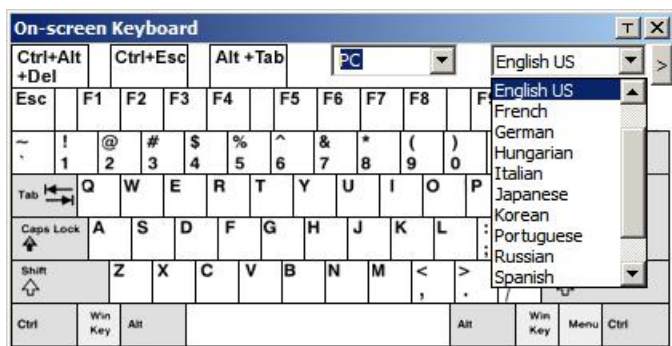 On-screen Keyboard T X
Ctrl+Alt +Del Ctrl+Esc Alt +Tab PC English US >
Esc F1 F2 F3 F4 F5 F6 F7 F8
~ ! @ # $ % ^ & * ( )
` 1 2 3 4 5 6 7 8 9 0
Tab Q W E R T Y U I O P
Caps Lock A S D F G H J K L : ;
Shift Z X C V B N M < , > . /
Ctrl Win Key Alt Alt Win Key Menu Ctrl
English US
French
German
Hungarian
Italian
Japanese
Korean
Portuguese
Russian
Spanish